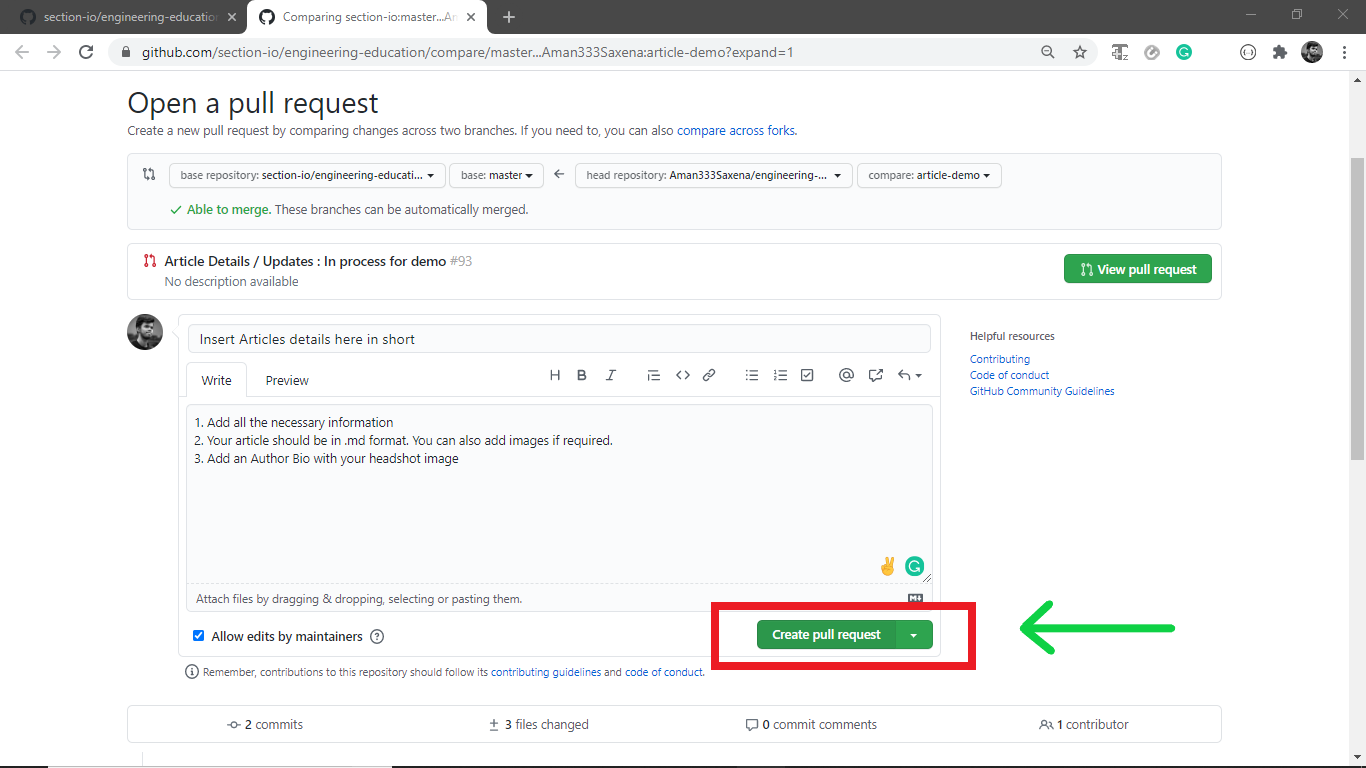 section-io/engineering-education
Comparing section-io:master...Am
github.com/section-io/engineering-education/compare/master...Aman333Saxena:article-demo?expand=1
Open a pull request
Create a new pull request by comparing changes across two branches. If you need to, you can also compare across forks.
base repository: section-io/engineering-educati... base: master head repository: Aman333Saxena/engineering-... compare: article-demo
Able to merge. These branches can be automatically merged.
Article Details / Updates : In process for demo #93
No description available
View pull request
Insert Articles details here in short
Write Preview
1. Add all the necessary information
2. Your article should be in .md format. You can also add images if required.
3. Add an Author Bio with your headshot image
Attach files by dragging & dropping, selecting or pasting them.
Allow edits by maintainers
Create pull request
Remember, contributions to this repository should follow its contributing guidelines and code of conduct.
Helpful resources
Contributing
Code of conduct
GitHub Community Guidelines
2 commits 3 files changed 0 commit comments 1 contributor